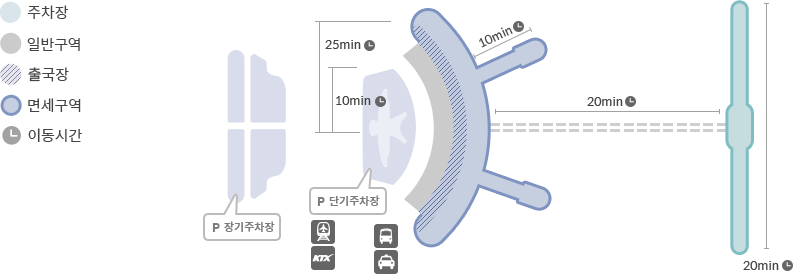 주차장
일반구역
출국장
면세구역
이동시간
25min
10min
10min
20min
20min
P 장기주차장
P 단기주차장
KTX